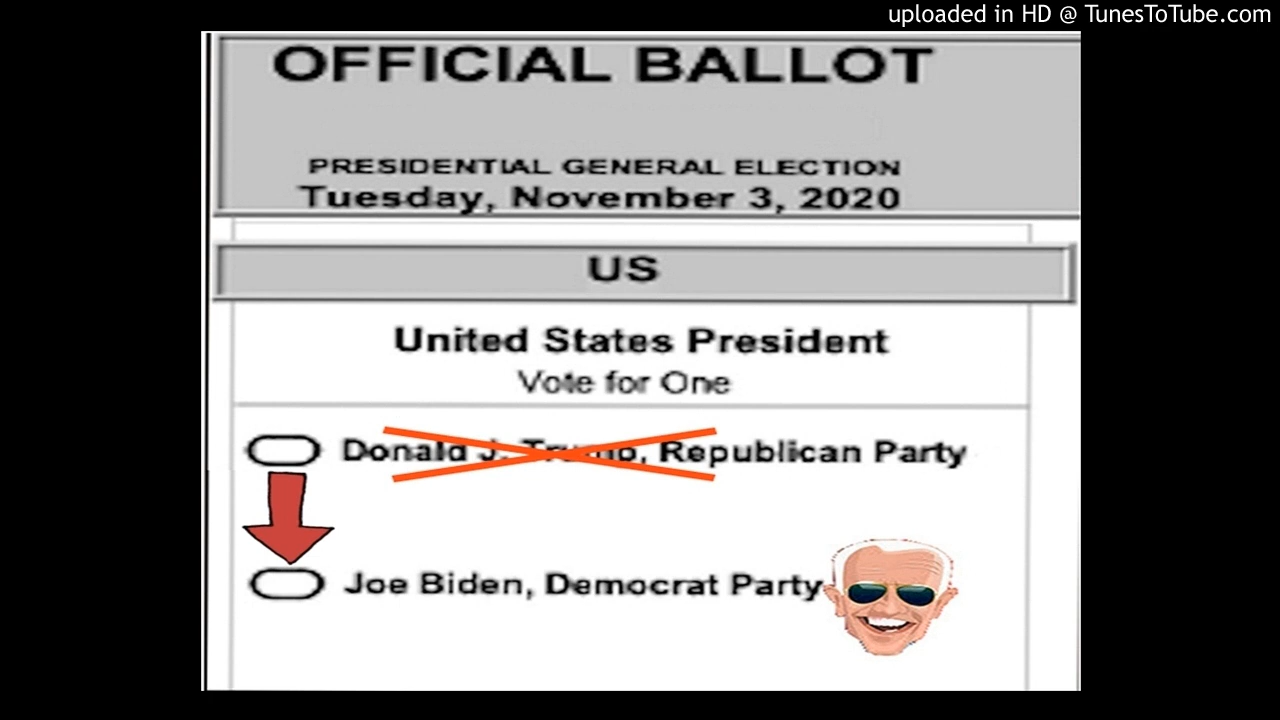 uploaded in HD @ TunesToTube.com
OFFICIAL BALLOT
PRESIDENTIAL GENERAL ELECTION
Tuesday, November 3, 2020
US
United States President
Vote for One
Donald J. Trump, Republican Party
Joe Biden, Democrat Party